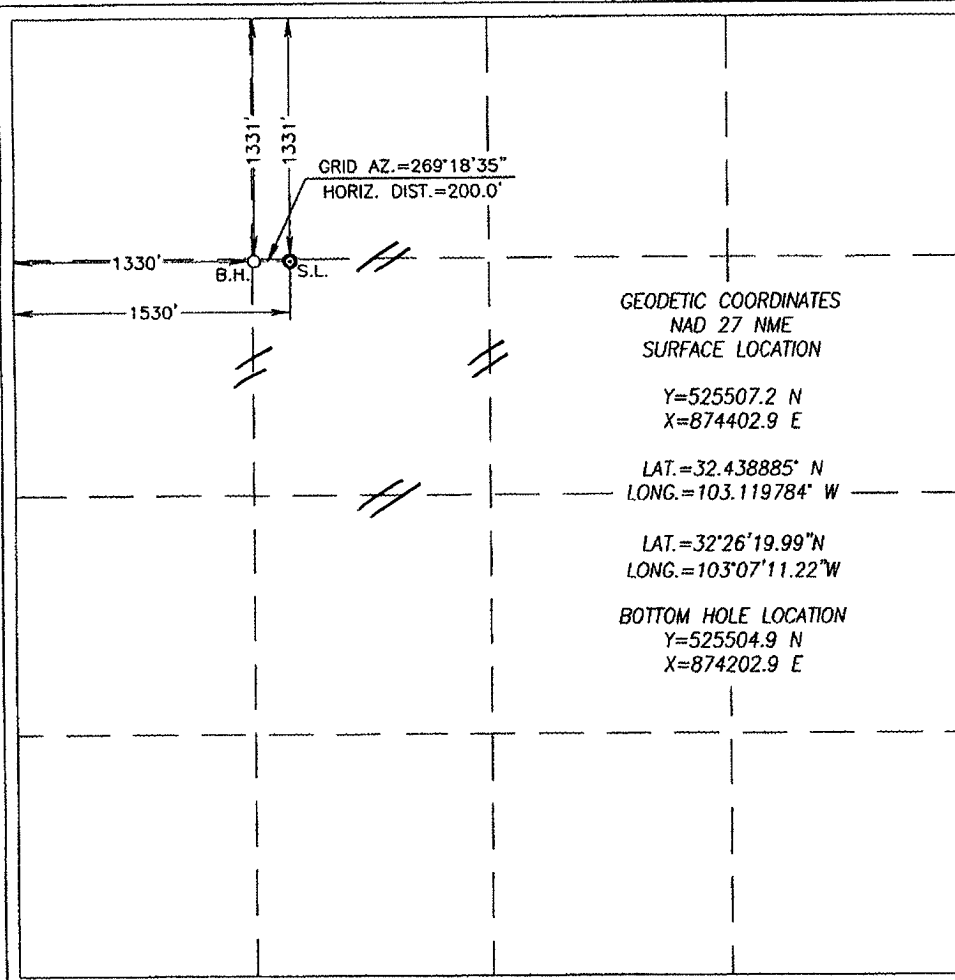 1331'
1331'
GRID AZ.=269°18'35"
HORIZ. DIST.=200.0'
1330'
B.H.
S.L.
1530'
GEODETIC COORDINATES
NAD 27 NME
SURFACE LOCATION
Y=525507.2 N
X=874402.9 E
LAT.=32.438885° N
LONG.=103.119784° W
LAT.=32°26'19.99"N
LONG.=103°07'11.22"W
BOTTOM HOLE LOCATION
Y=525504.9 N
X=874202.9 E